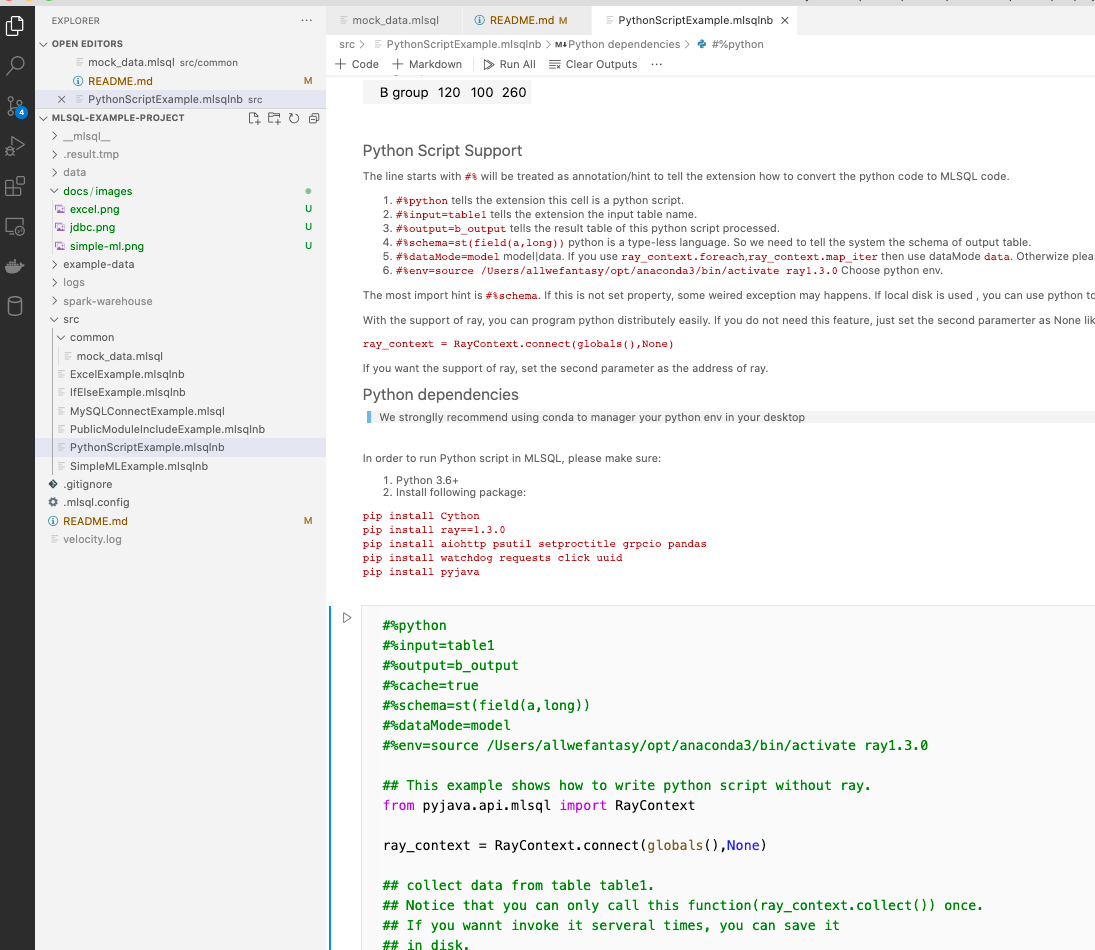 EXPLORER
OPEN EDITORS
mock_data.mlsql src/common
README.md M
PythonScriptExample.mlsqlnb src
MLSQL-EXAMPLE-PROJECT
__mlsql__
.result.tmp
data
docs/images
excel.png U
jdbc.png U
simple-ml.png U
example-data
logs
spark-warehouse
src
common
mock_data.mlsql
ExcelExample.mlsqlnb
IfElseExample.mlsqlnb
MySQLConnectExample.mlsql
PublicModuleIncludeExample.mlsqlnb
PythonScriptExample.mlsqlnb
SimpleMLExample.mlsqlnb
.gitignore
.mlsql.config
README.md M
velocity.log
4
mock_data.mlsql README.md M PythonScriptExample.mlsqlnb
src > PythonScriptExample.mlsqlnb > M↓Python dependencies > #%python
+ Code + Markdown Run All Clear Outputs ...
B group 120 100 260
Python Script Support
The line starts with #% will be treated as annotation/hint to tell the extension how to convert the python code to MLSQL code.
1. #%python tells the extension this cell is a python script.
2. #%input=table1 tells the extension the input table name.
3. #%output=b_output tells the result table of this python script processed.
4. #%schema=st(field(a,long)) python is a type-less language. So we need to tell the system the schema of output table.
5. #%dataMode=model model|data. If you use ray_context.foreach,ray_context.map_iter then use dataMode data. Otherwize plea
6. #%env=source /Users/allwefantasy/opt/anaconda3/bin/activate ray1.3.0 Choose python env.
The most import hint is #%schema. If this is not set property, some weired exception may happens. If local disk is used , you can use python to
With the support of ray, you can program python distributely easily. If you do not need this feature, just set the second paramerter as None lik
ray_context = RayContext.connect(globals(),None)
If you want the support of ray, set the second parameter as the address of ray.
Python dependencies
We stronglly recommend using conda to manager your python env in your desktop
In order to run Python script in MLSQL, please make sure:
1. Python 3.6+
2. Install following package:
pip install Cython
pip install ray==1.3.0
pip install aiohttp psutil setproctitle grpcio pandas
pip install watchdog requests click uuid
pip install pyjava
#%python
#%input=table1
#%output=b_output
#%cache=true
#%schema=st(field(a,long))
#%dataMode=model
#%env=source /Users/allwefantasy/opt/anaconda3/bin/activate ray1.3.0
## This example shows how to write python script without ray.
from pyjava.api.mlsql import RayContext
ray_context = RayContext.connect(globals(),None)
## collect data from table table1.
## Notice that you can only call this function(ray_context.collect()) once.
## If you wannt invoke it serveral times, you can save it
## in disk.